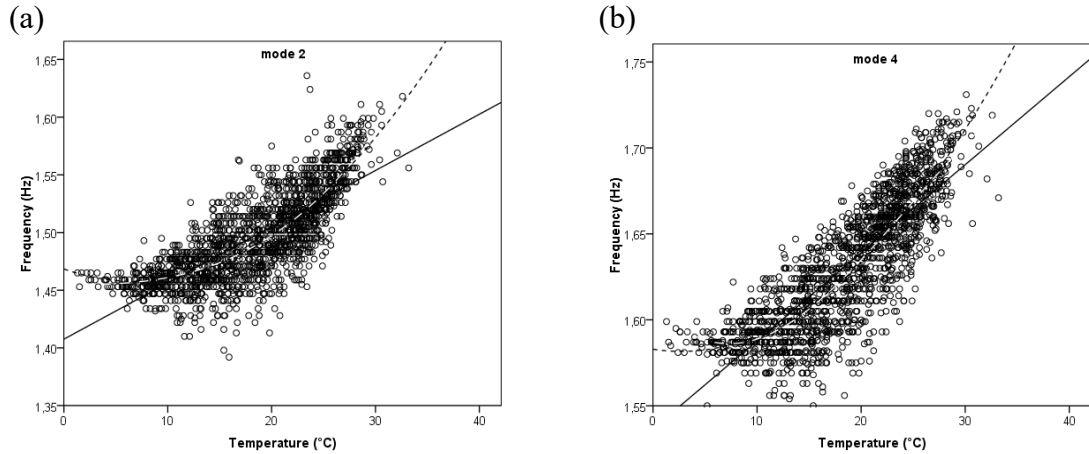 (a)
mode 2
Frequency (Hz)
1,65
1,60
1,55
1,50
1,45
1,40
1,35
0
10
20
30
40
Temperature (°C)
(b)
mode 4
Frequency (Hz)
1,75
1,70
1,65
1,60
1,55
0
10
20
30
40
Temperature (°C)